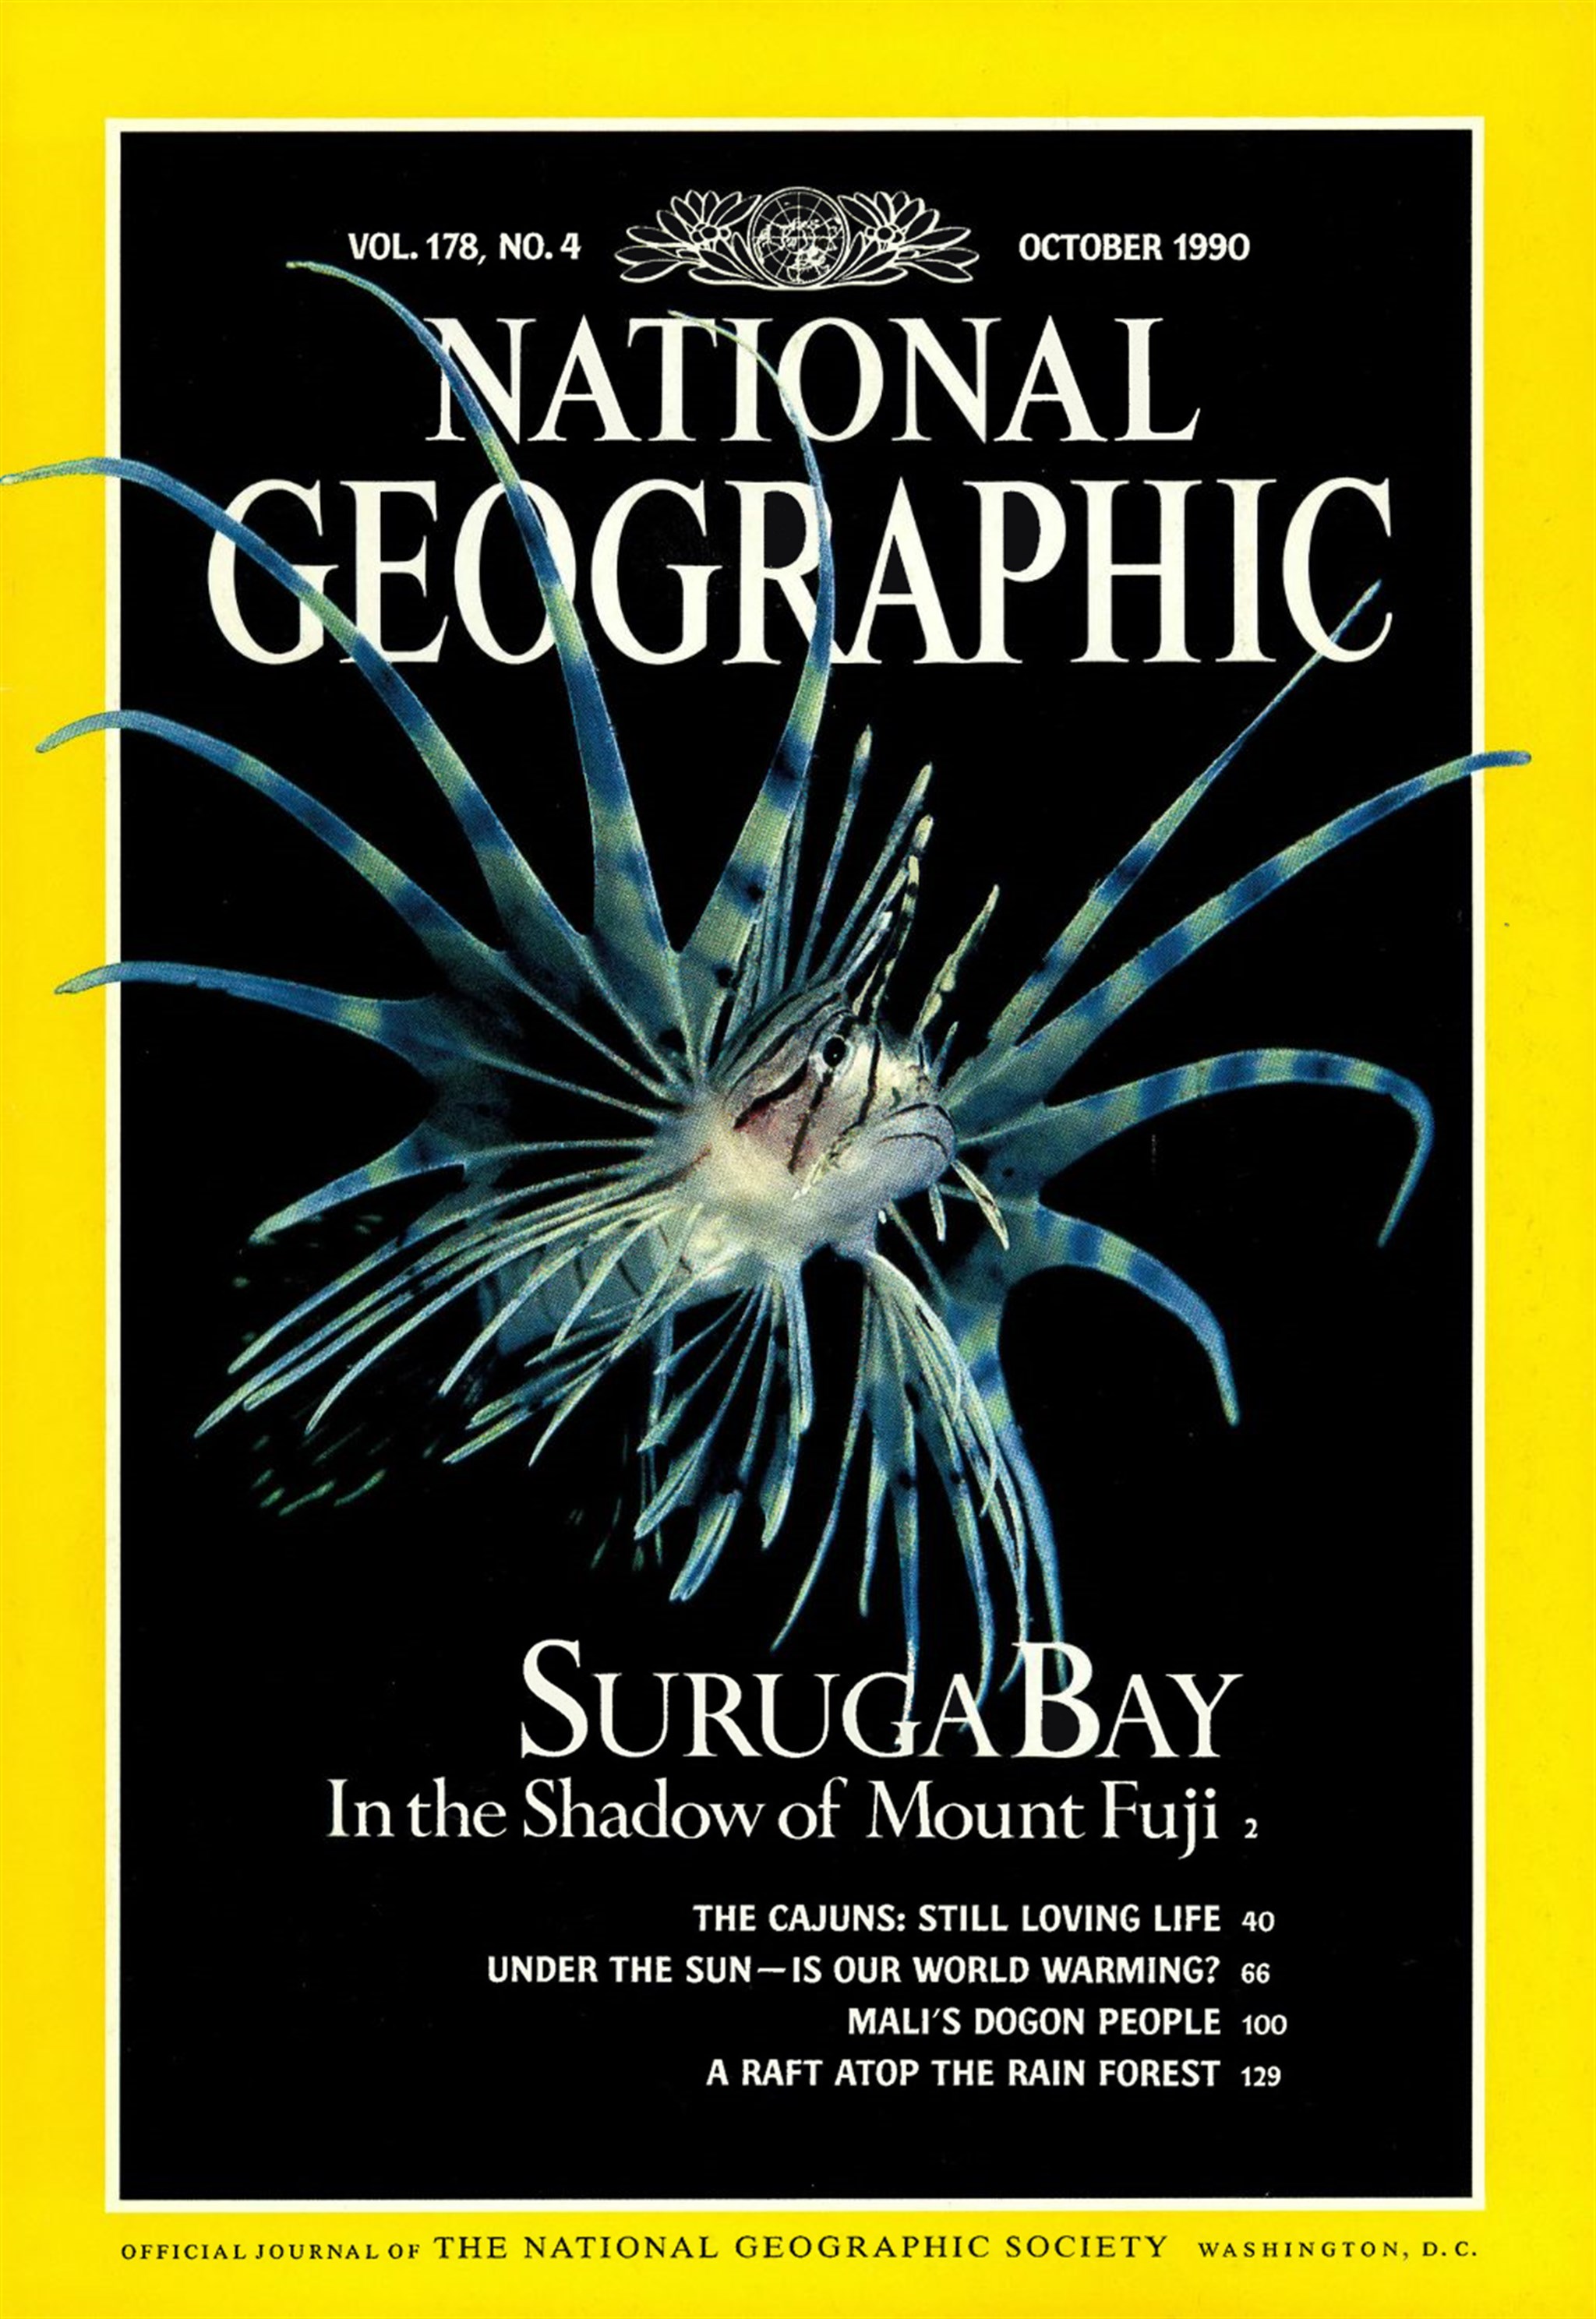 VOL. 178, NO. 4
OCTOBER 1990
NATIONAL
GEOGRAPHIC
SURUGA BAY
In the Shadow of Mount Fuji 2
THE CAJUNS: STILL LOVING LIFE 40
UNDER THE SUN—IS OUR WORLD WARMING? 66
MALI'S DOGON PEOPLE 100
A RAFT ATOP THE RAIN FOREST 129
OFFICIAL JOURNAL OF THE NATIONAL GEOGRAPHIC SOCIETY WASHINGTON, D.C.